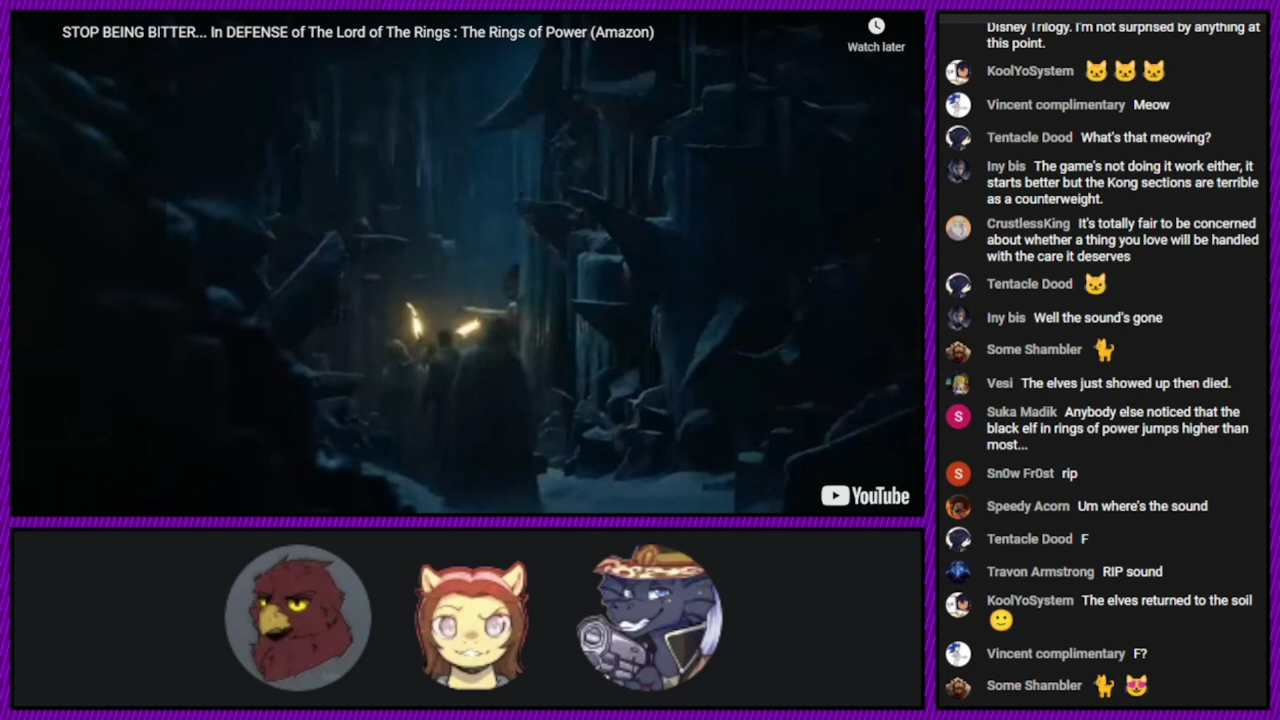 STOP BEING BITTER... In DEFENSE of The Lord of The Rings : The Rings of Power (Amazon)
Watch later
YouTube
Disney Trilogy. I'm not surprised by anything at
this point.
KoolYoSystem 🐱 🐱 🐱
Vincent complimentary Meow
Tentacle Dood What's that meowing?
Iny bis The game's not doing it work either, it
starts better but the Kong sections are terrible
as a counterweight.
CrustlessKing It's totally fair to be concerned
about whether a thing you love will be handled
with the care it deserves
Tentacle Dood 🐱
Iny bis Well the sound's gone
Some Shambler 🐈
Vesi The elves just showed up then died.
S
Suka Madik Anybody else noticed that the
black elf in rings of power jumps higher than
most...
S
Sn0w Fr0st rip
Speedy Acorn Um where's the sound
Tentacle Dood F
Travon Armstrong RIP sound
KoolYoSystem The elves returned to the soil
🙂
Vincent complimentary F?
Some Shambler 🐈 😻